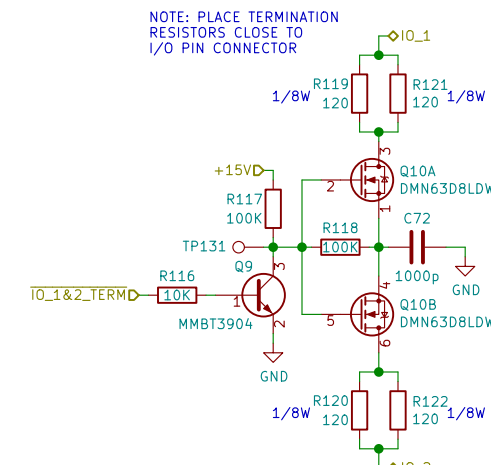 NOTE: PLACE TERMINATION
RESISTORS CLOSE TO
I/O PIN CONNECTOR
IO_1
R119
120
1/8W
R121
120
1/8W
3
Q10A
DMN63D8LDW
2
1
+15V
R117
100K
TP131
R118
100K
C72
1000p
GND
Q9
3
R116
10K
IO_1&2_TERM
1
MMBT3904
2
GND
4
Q10B
DMN63D8LDW
5
6
R120
120
1/8W
R122
120
1/8W